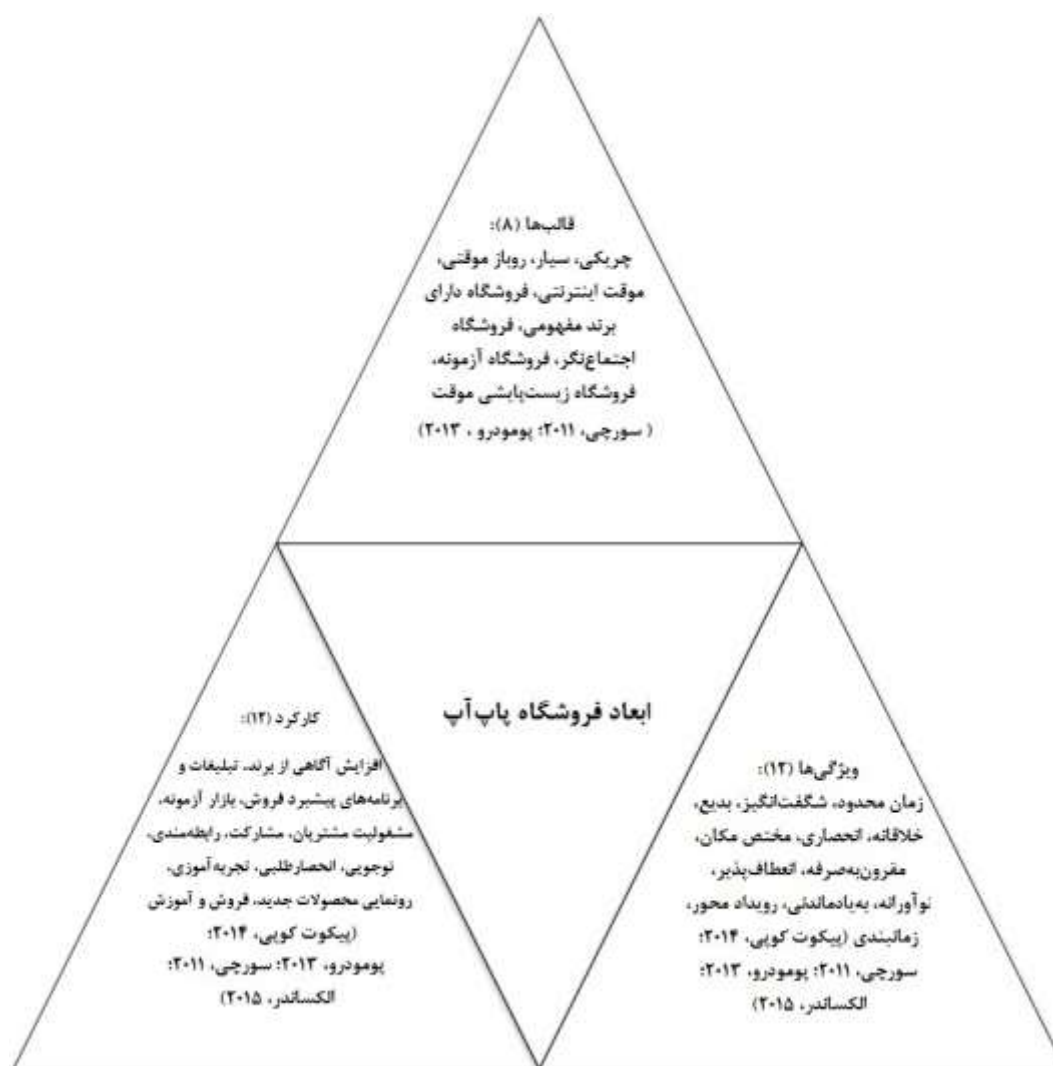 قالب‌ها (۸):
چریکی، سیار، روباز موقتی،
موقت اینترنتی، فروشگاه دارای
برند مفهومی، فروشگاه
اجتماع‌نگر، فروشگاه آزمونه،
فروشگاه زیست‌پایشی موقت
( سورچی، ۲۰۱۱؛ پومودرو ، ۲۰۱۳)
ابعاد فروشگاه پاپ‌آپ
ویژگی‌ها (۱۲):
زمان محدود، شگفت‌انگیز، بدیع،
خلاقانه، انحصاری، مختص مکان،
مقرون‌به‌صرفه، انعطاف‌پذیر،
نوآورانه، به‌یادماندنی، رویداد محور،
زمانبندی (پیکوت کوپی، ۲۰۱۴؛
سورچی، ۲۰۱۱؛ پومودرو، ۲۰۱۳؛
الکساندر، ۲۰۱۵)
کارکرد (۱۲):
افزایش آگاهی از برند، تبلیغات و
برنامه‌های پیشبرد فروش، بازار آزمونه،
مشغولیت مشتریان، مشارکت، رابطه‌مندی،
نوجویی، انحصارطلبی، تجربه‌آموزی،
رونمایی محصولات جدید، فروش و آموزش
(پیکوت کوپی، ۲۰۱۴؛
پومودرو، ۲۰۱۳؛ سورچی، ۲۰۱۱؛
الکساندر، ۲۰۱۵)